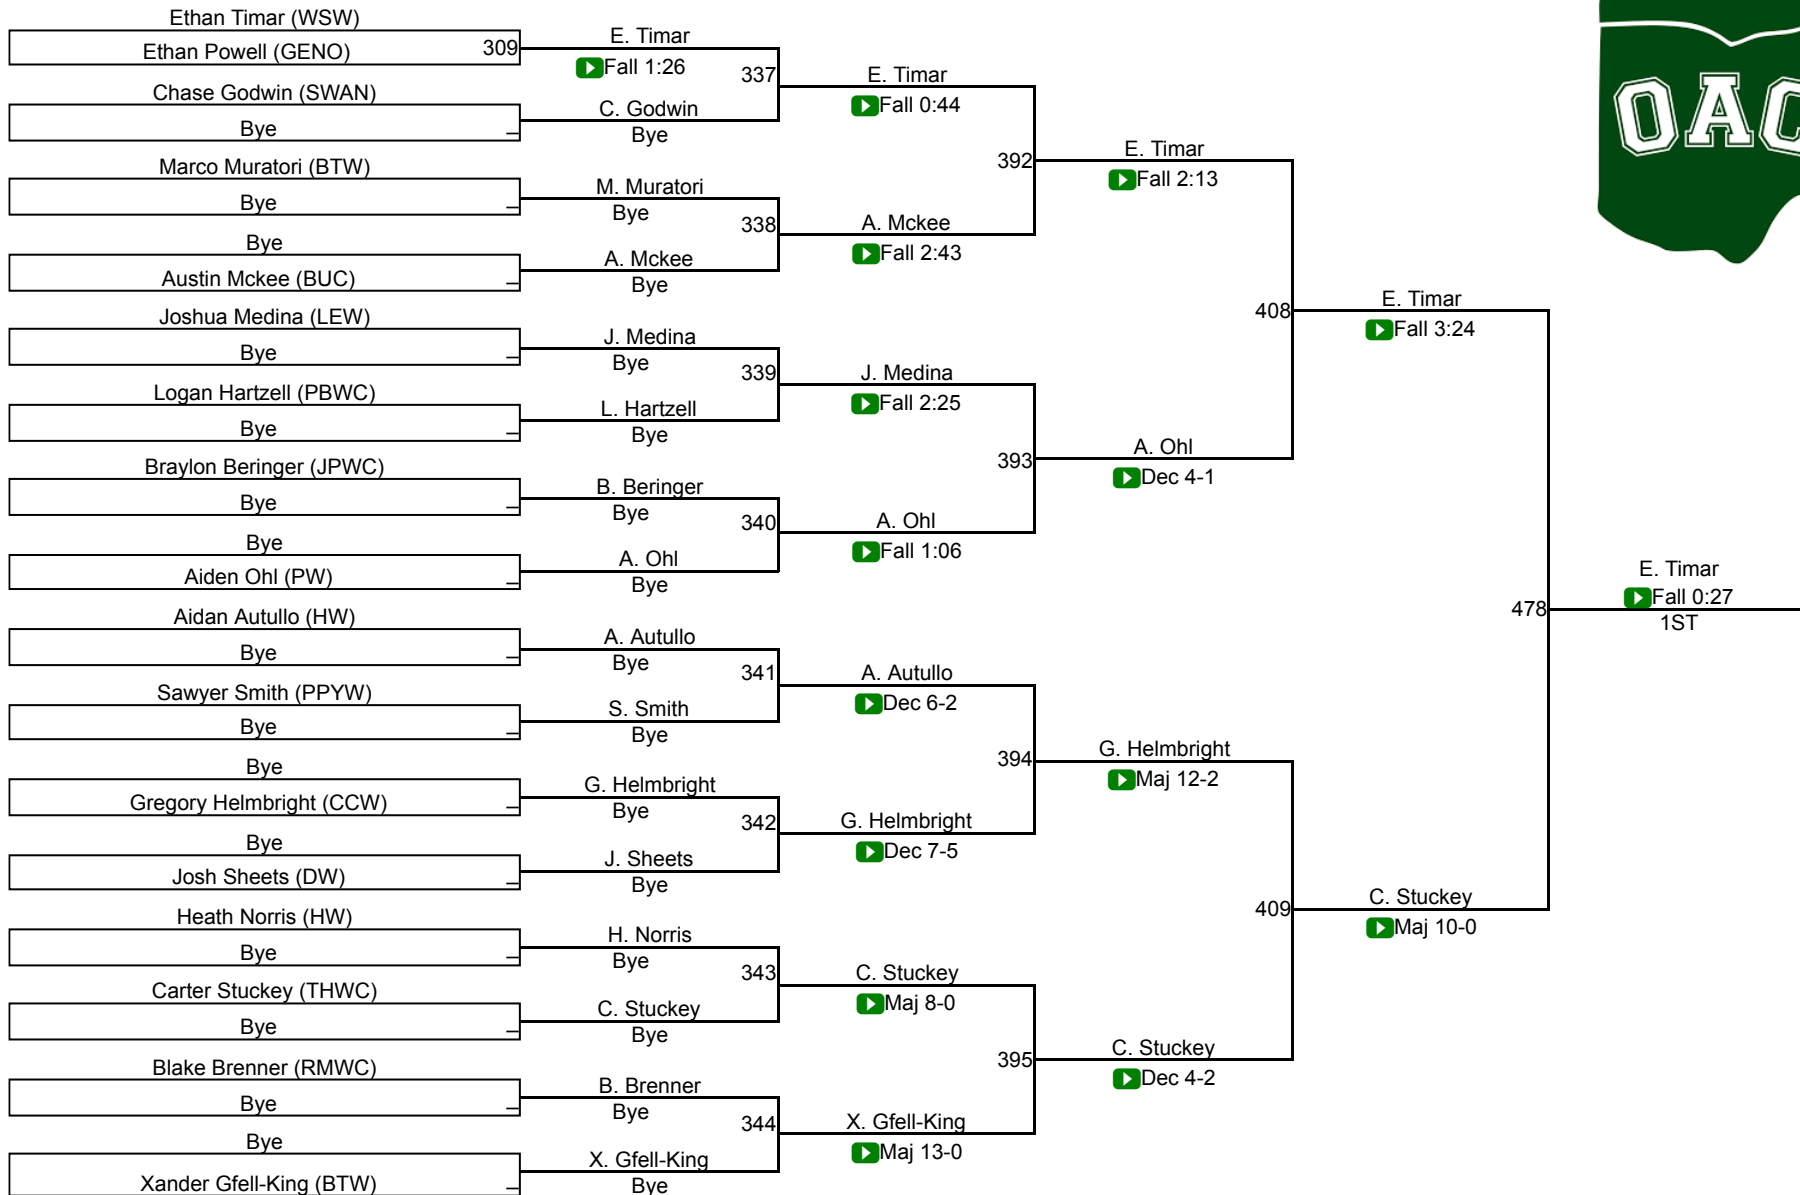 Ethan Timar (WSW)
Ethan Powell (GENO) 309
Chase Godwin (SWAN)
Bye
Marco Muratori (BTW)
Bye
Bye
Austin Mckee (BUC)
Joshua Medina (LEW)
Bye
Logan Hartzell (PBWC)
Bye
Braylon Beringer (JPWC)
Bye
Bye
Aiden Ohl (PW)
Aidan Autullo (HW)
Bye
Sawyer Smith (PPYW)
Bye
Bye
Gregory Helmbright (CCW)
Bye
Josh Sheets (DW)
Heath Norris (HW)
Bye
Carter Stuckey (THWC)
Bye
Blake Brenner (RMWC)
Bye
Bye
Xander Gfell-King (BTW)
E. Timar
Fall 1:26
337
C. Godwin
Bye
M. Muratori
Bye
338
A. Mckee
Bye
J. Medina
Bye
339
L. Hartzell
Bye
B. Beringer
Bye
340
A. Ohl
Bye
A. Autullo
Bye
341
S. Smith
Bye
G. Helmbright
Bye
342
J. Sheets
Bye
H. Norris
Bye
343
C. Stuckey
Bye
B. Brenner
Bye
344
X. Gfell-King
Bye
E. Timar
Fall 0:44
392
A. Mckee
Fall 2:43
J. Medina
Fall 2:25
393
A. Ohl
Fall 1:06
A. Autullo
Dec 6-2
394
G. Helmbright
Dec 7-5
C. Stuckey
Maj 8-0
395
X. Gfell-King
Maj 13-0
E. Timar
Fall 2:13
408
A. Ohl
Dec 4-1
G. Helmbright
Maj 12-2
409
C. Stuckey
Dec 4-2
E. Timar
Fall 3:24
478
C. Stuckey
Maj 10-0
E. Timar
Fall 0:27
1ST
OAC